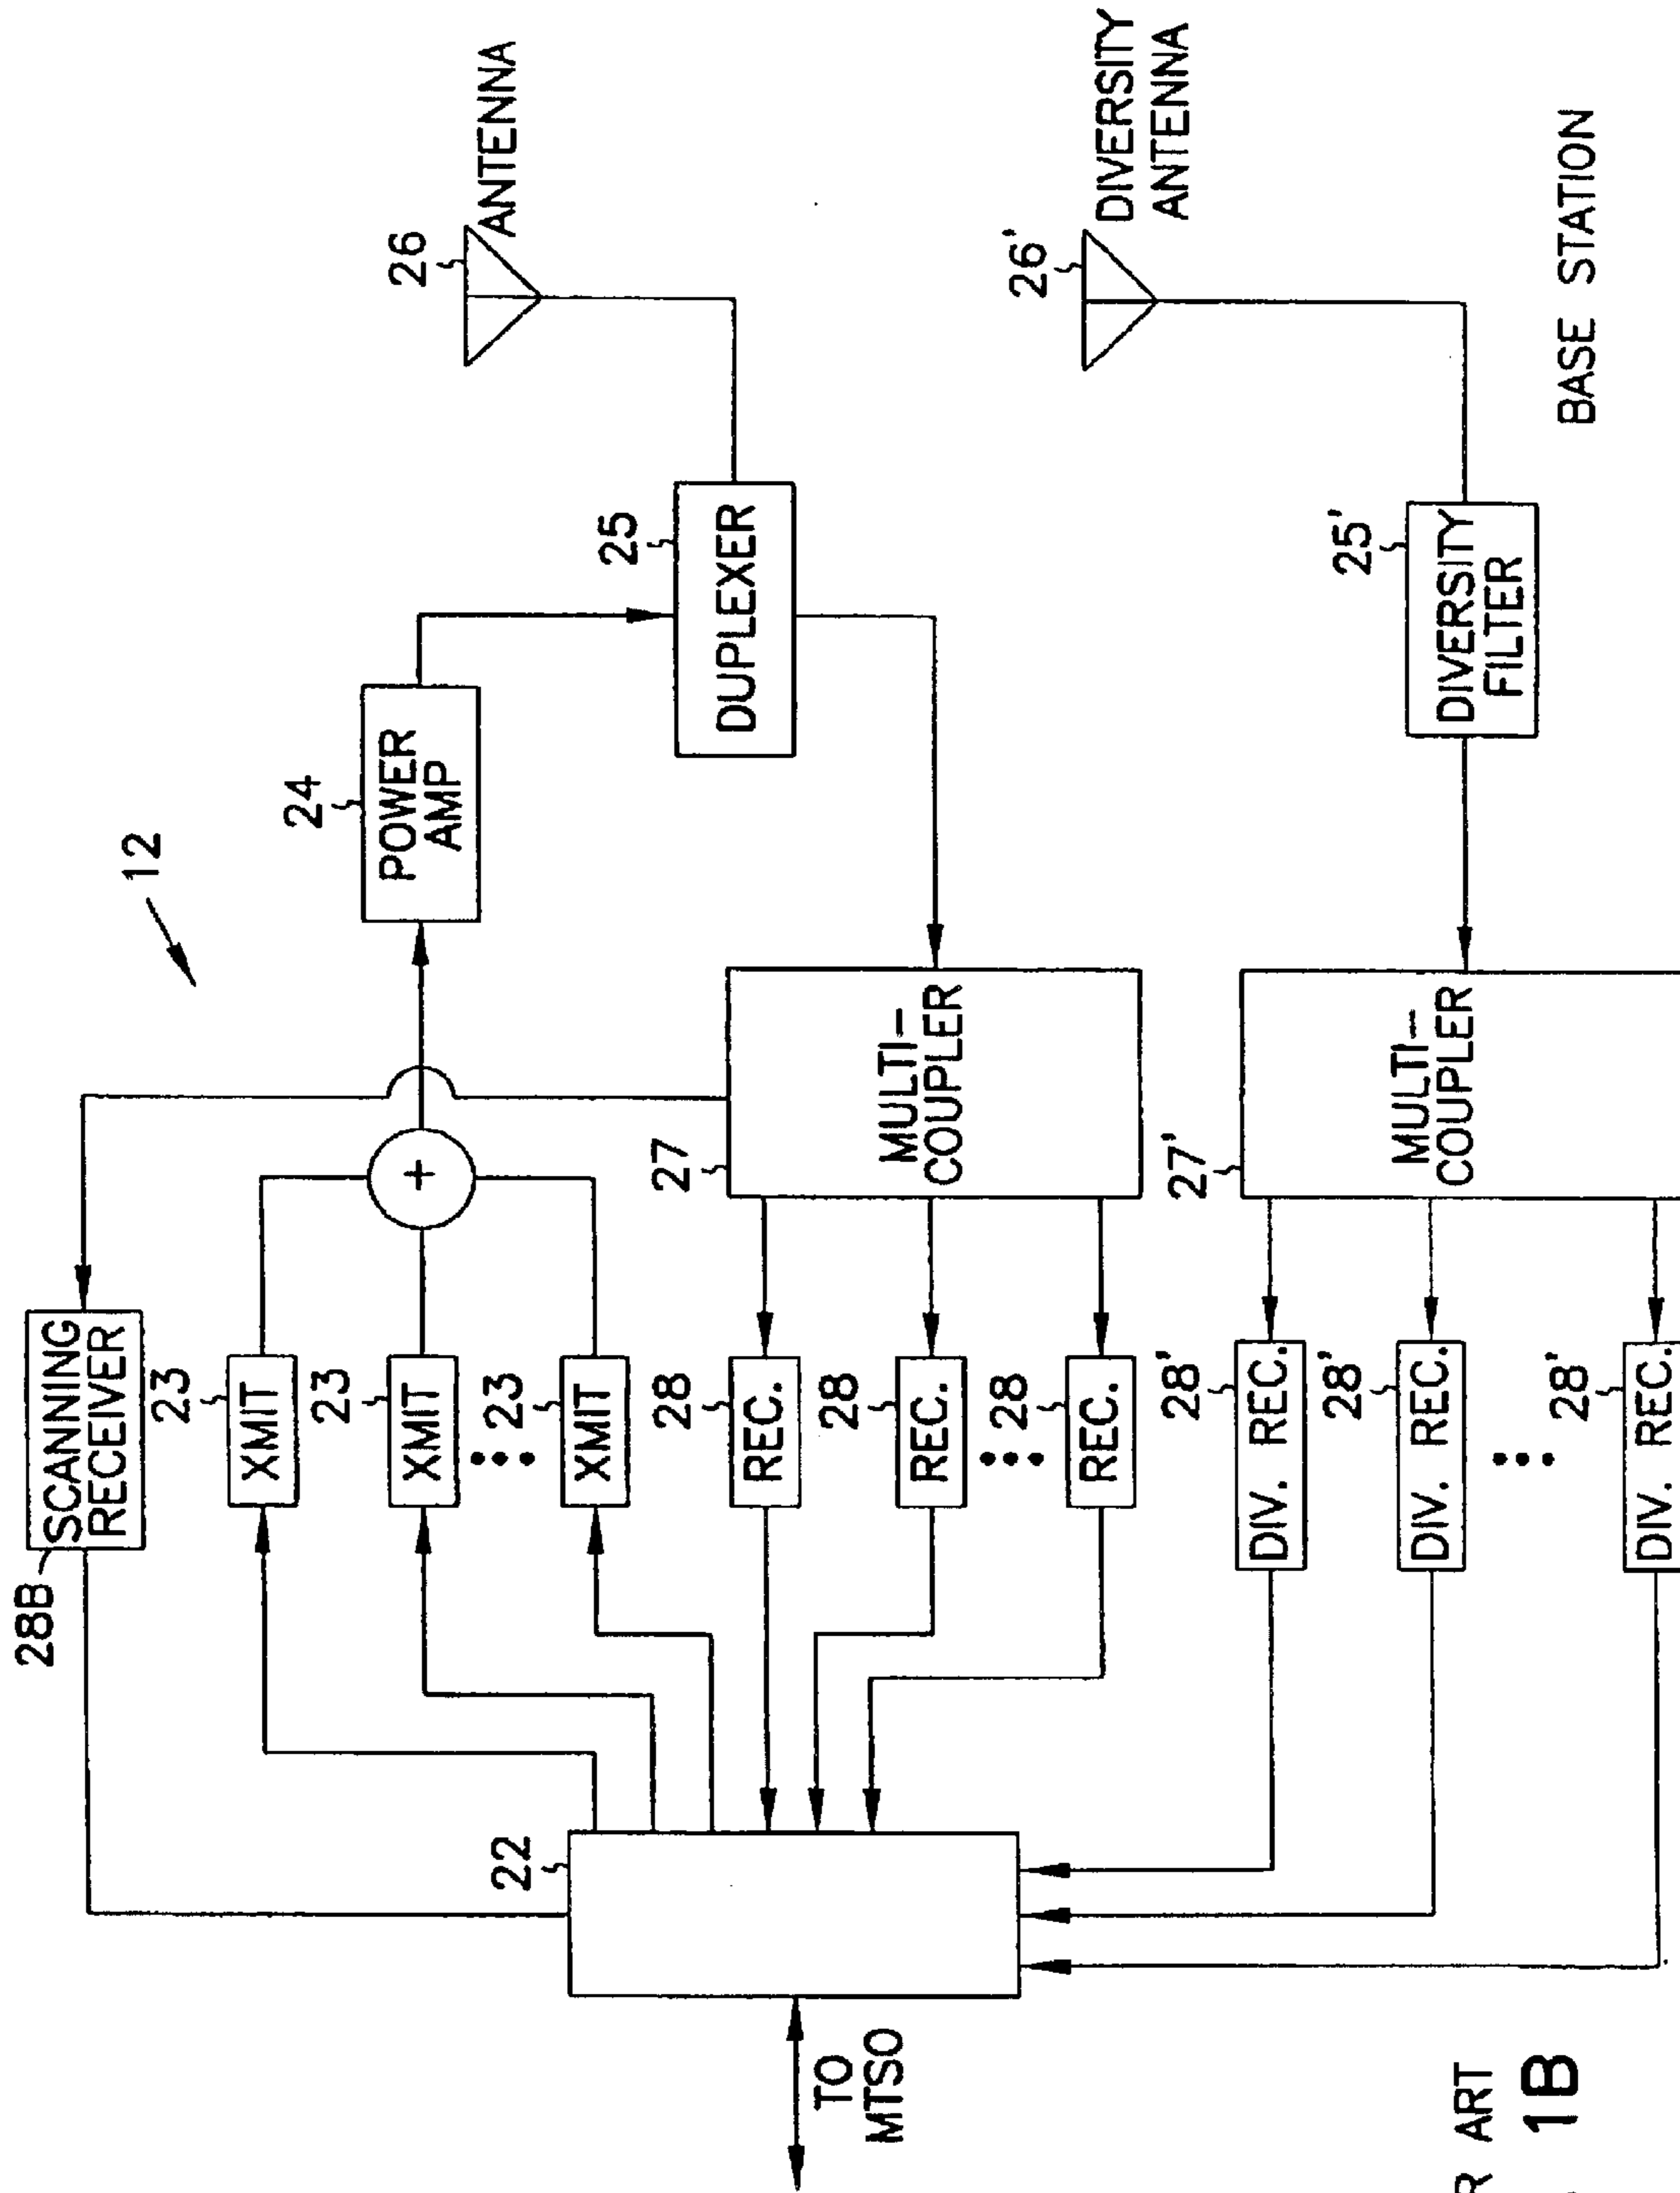 12
28B
SCANNING
RECEIVER
23
XMIT
23
XMIT
23
XMIT
+
24
POWER
AMP
26
ANTENNA
25
DUPLEXER
22
TO
MTSO
28
REC.
28
REC.
28
REC.
27
MULTI-
COUPLER
26'
DIVERSITY
ANTENNA
25'
DIVERSITY
FILTER
27'
MULTI-
COUPLER
28'
DIV. REC.
28'
DIV. REC.
28'
DIV. REC.
BASE STATION
ART
1B